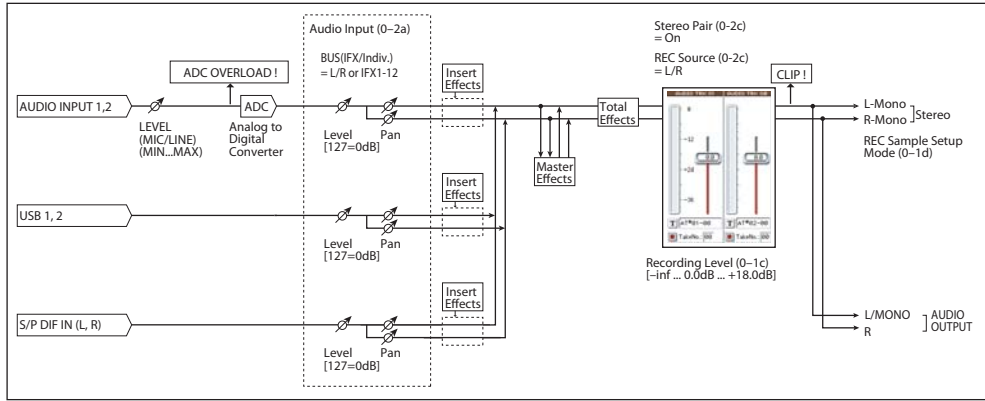 Audio Input (0–2a)
BUS(IFX/Indiv.)
= L/R or IFX1-12
Stereo Pair (0-2c)
= On
REC Source (0-2c)
= L/R
ADC OVERLOAD !
Insert
Effects
CLIP !
AUDIO INPUT 1,2
ADC
Total
Effects
L-Mono
R-Mono
Stereo
LEVEL
(MIC/LINE)
(MIN...MAX)
Analog to
Digital
Converter
Level
[127=0dB]
Pan
Master
Effects
REC Sample Setup
Mode (0–1d)
Insert
Effects
USB 1, 2
Level
[127=0dB]
Pan
Recording Level (0–1c)
[–inf ... 0.0dB ... +18.0dB]
Insert
Effects
S/P DIF IN (L, R)
Level
[127=0dB]
Pan
L/MONO
R
AUDIO
OUTPUT